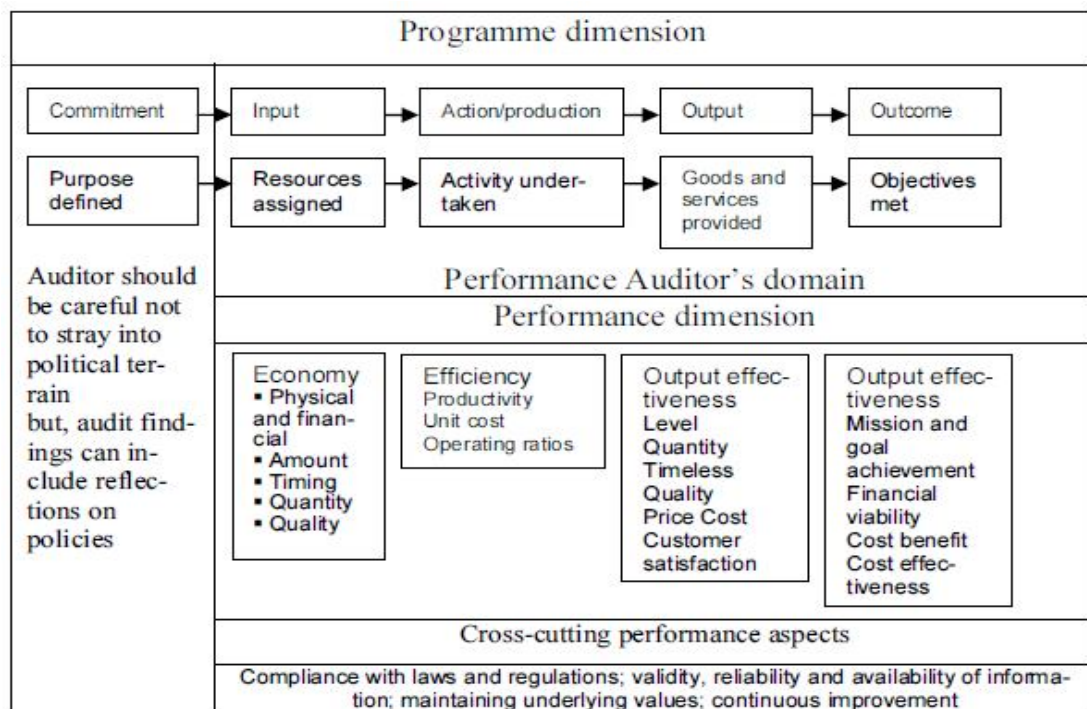 Programme dimension
Commitment
Input
Action/production
Output
Outcome
Purpose
defined
Resources
assigned
Activity under-
taken
Goods and
services
provided
Objectives
met
Auditor should
be careful not
to stray into
political ter-
rain
but, audit find-
ings can in-
clude reflec-
tions on
policies
Performance Auditor's domain
Performance dimension
Economy
▪ Physical
and finan-
cial
▪ Amount
▪ Timing
▪ Quantity
▪ Quality
Efficiency
Productivity
Unit cost
Operating ratios
Output effec-
tiveness
Level
Quantity
Timeless
Quality
Price Cost
Customer
satisfaction
Output effec-
tiveness
Mission and
goal
achievement
Financial
viability
Cost benefit
Cost effec-
tiveness
Cross-cutting performance aspects
Compliance with laws and regulations; validity, reliability and availability of informa-
tion; maintaining underlying values; continuous improvement